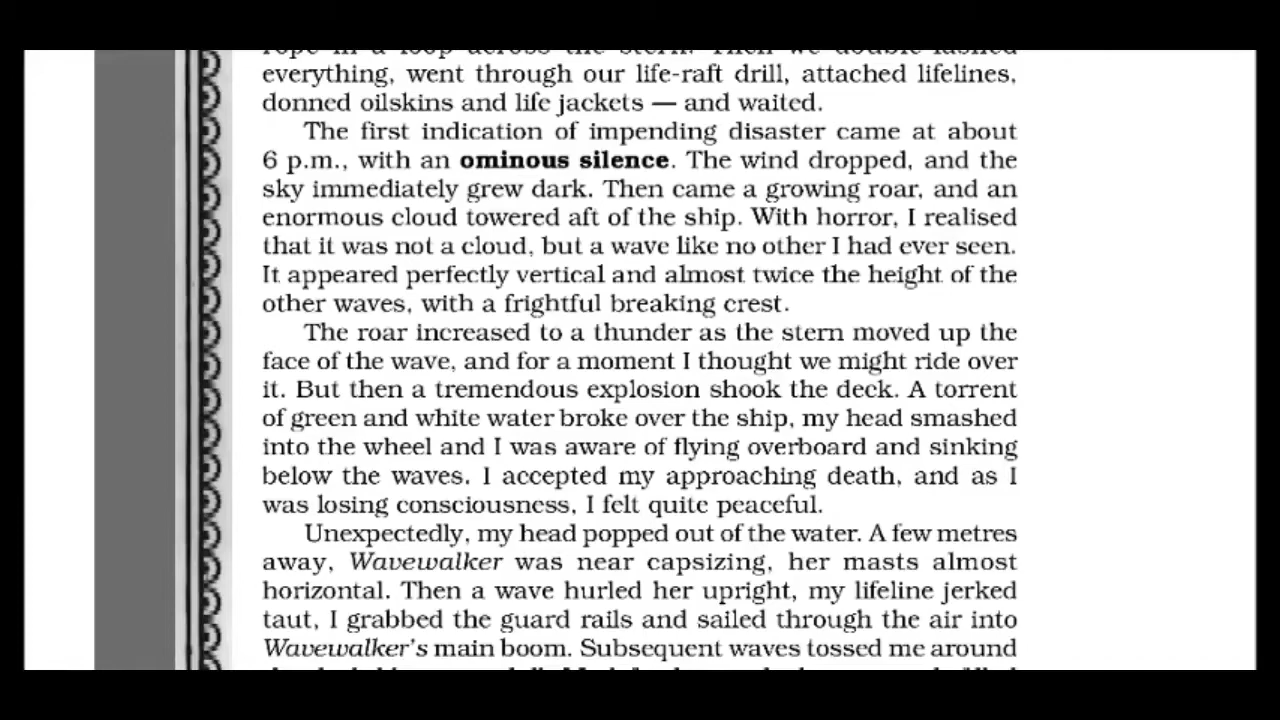 rope in a loop across the stern. Then we double-lashed
everything, went through our life-raft drill, attached lifelines,
donned oilskins and life jackets — and waited.
The first indication of impending disaster came at about
6 p.m., with an ominous silence. The wind dropped, and the
sky immediately grew dark. Then came a growing roar, and an
enormous cloud towered aft of the ship. With horror, I realised
that it was not a cloud, but a wave like no other I had ever seen.
It appeared perfectly vertical and almost twice the height of the
other waves, with a frightful breaking crest.
The roar increased to a thunder as the stern moved up the
face of the wave, and for a moment I thought we might ride over
it. But then a tremendous explosion shook the deck. A torrent
of green and white water broke over the ship, my head smashed
into the wheel and I was aware of flying overboard and sinking
below the waves. I accepted my approaching death, and as I
was losing consciousness, I felt quite peaceful.
Unexpectedly, my head popped out of the water. A few metres
away, Wavewalker was near capsizing, her masts almost
horizontal. Then a wave hurled her upright, my lifeline jerked
taut, I grabbed the guard rails and sailed through the air into
Wavewalker's main boom. Subsequent waves tossed me around